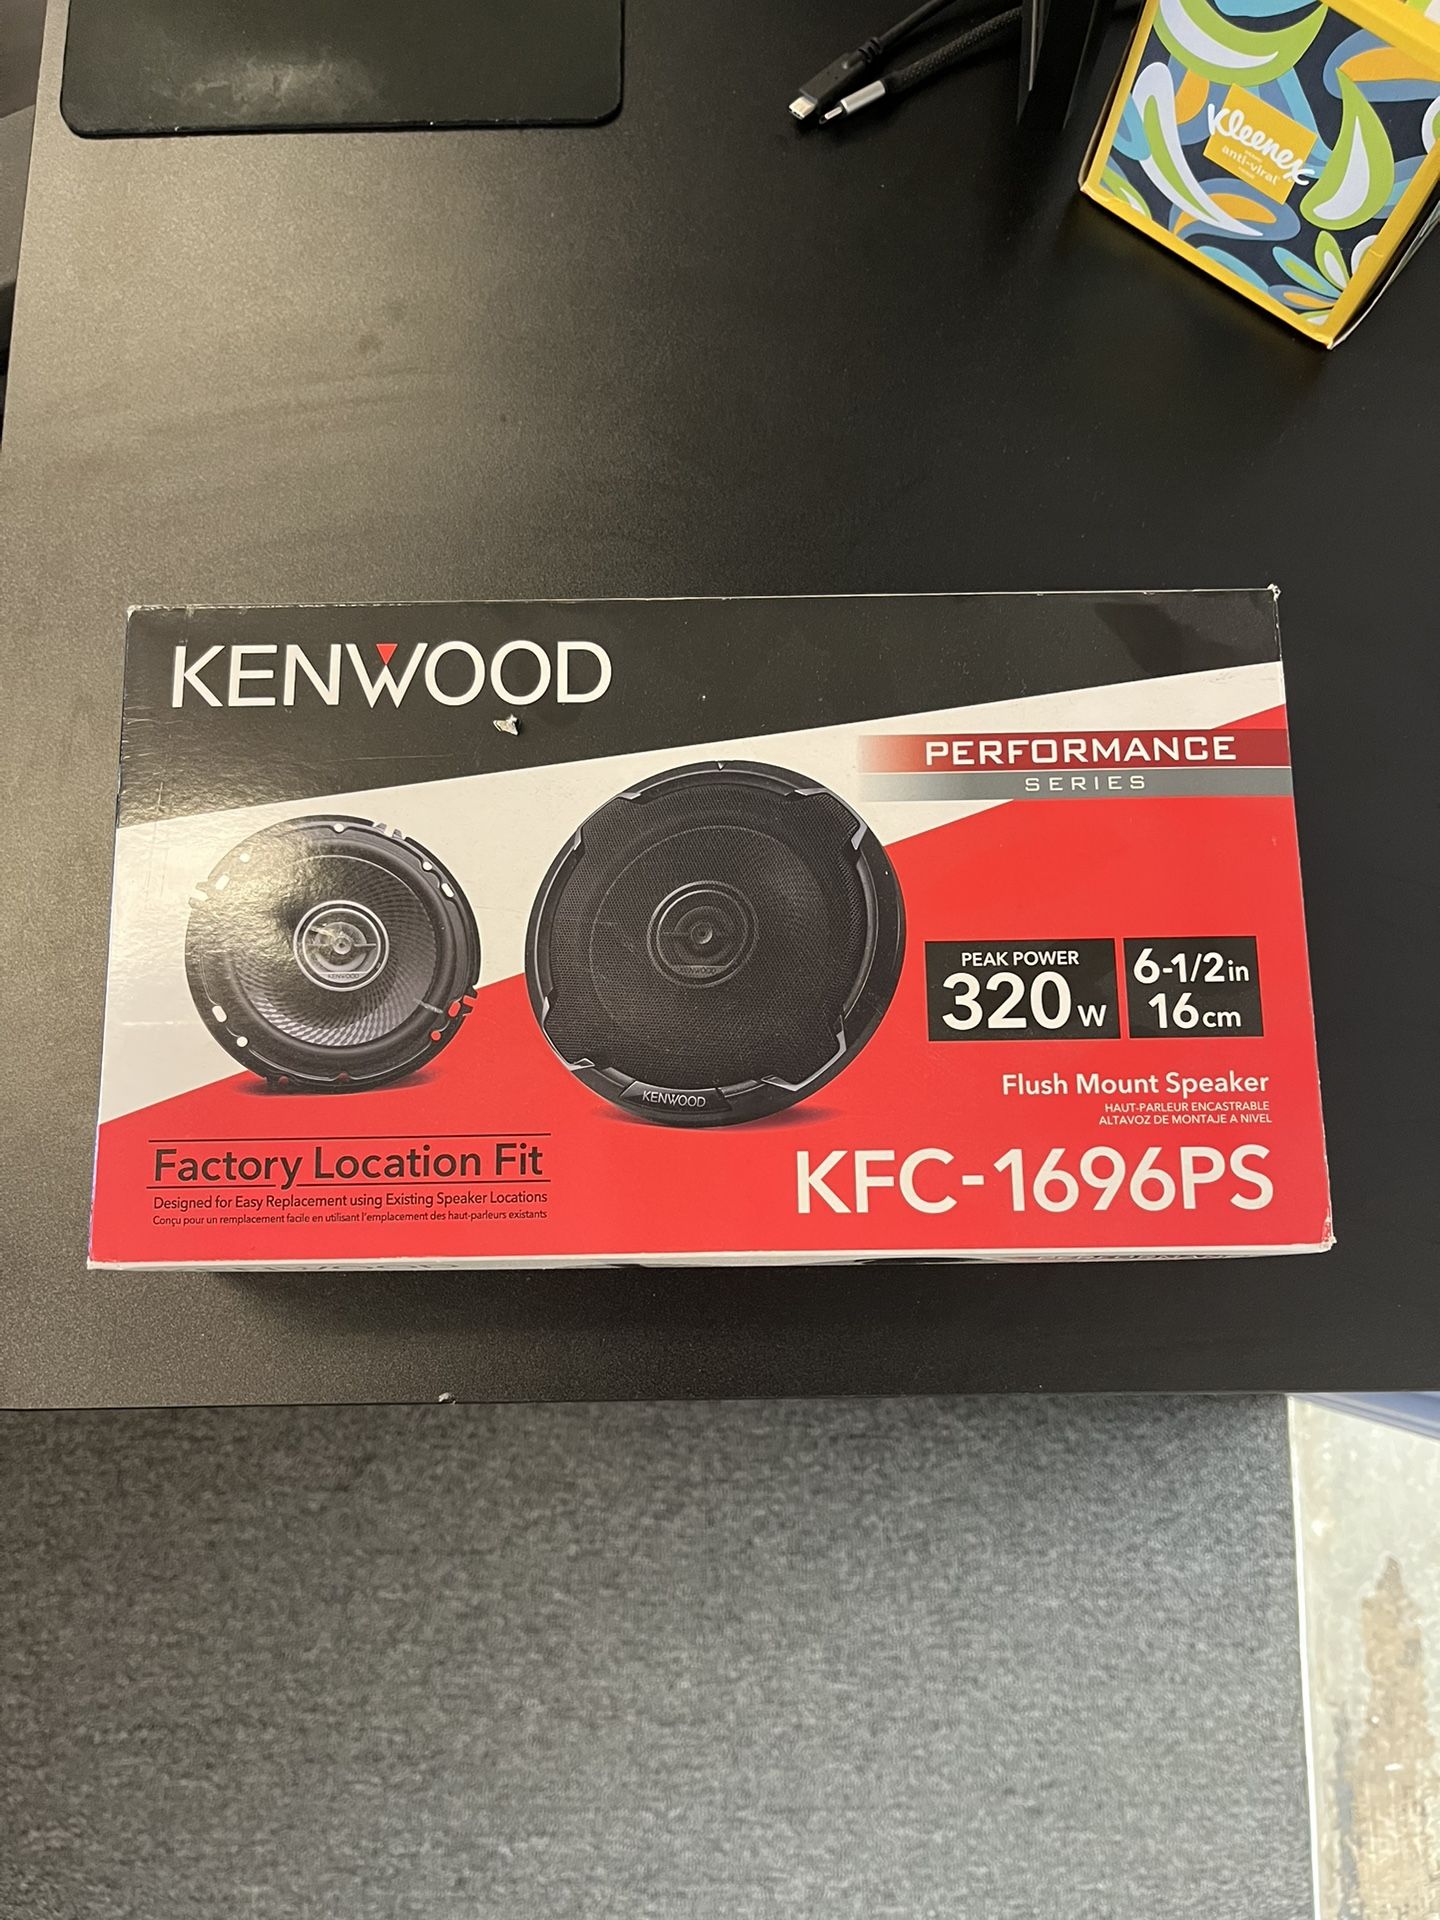 Kleenex
anti-viral
KENWOOD
PERFORMANCE
SERIES
KENWOOD
KENWOOD
KENWOOD
PEAK POWER
320W
6-1/2in
16cm
Flush Mount Speaker
HAUT-PARLEUR ENCASTRABLE
ALTAVOZ DE MONTAJE A NIVEL
KFC-1696PS
Factory Location Fit
Designed for Easy Replacement using Existing Speaker Locations
Conçu pour un remplacement facile en utilisant l'emplacement des haut-parleurs existants